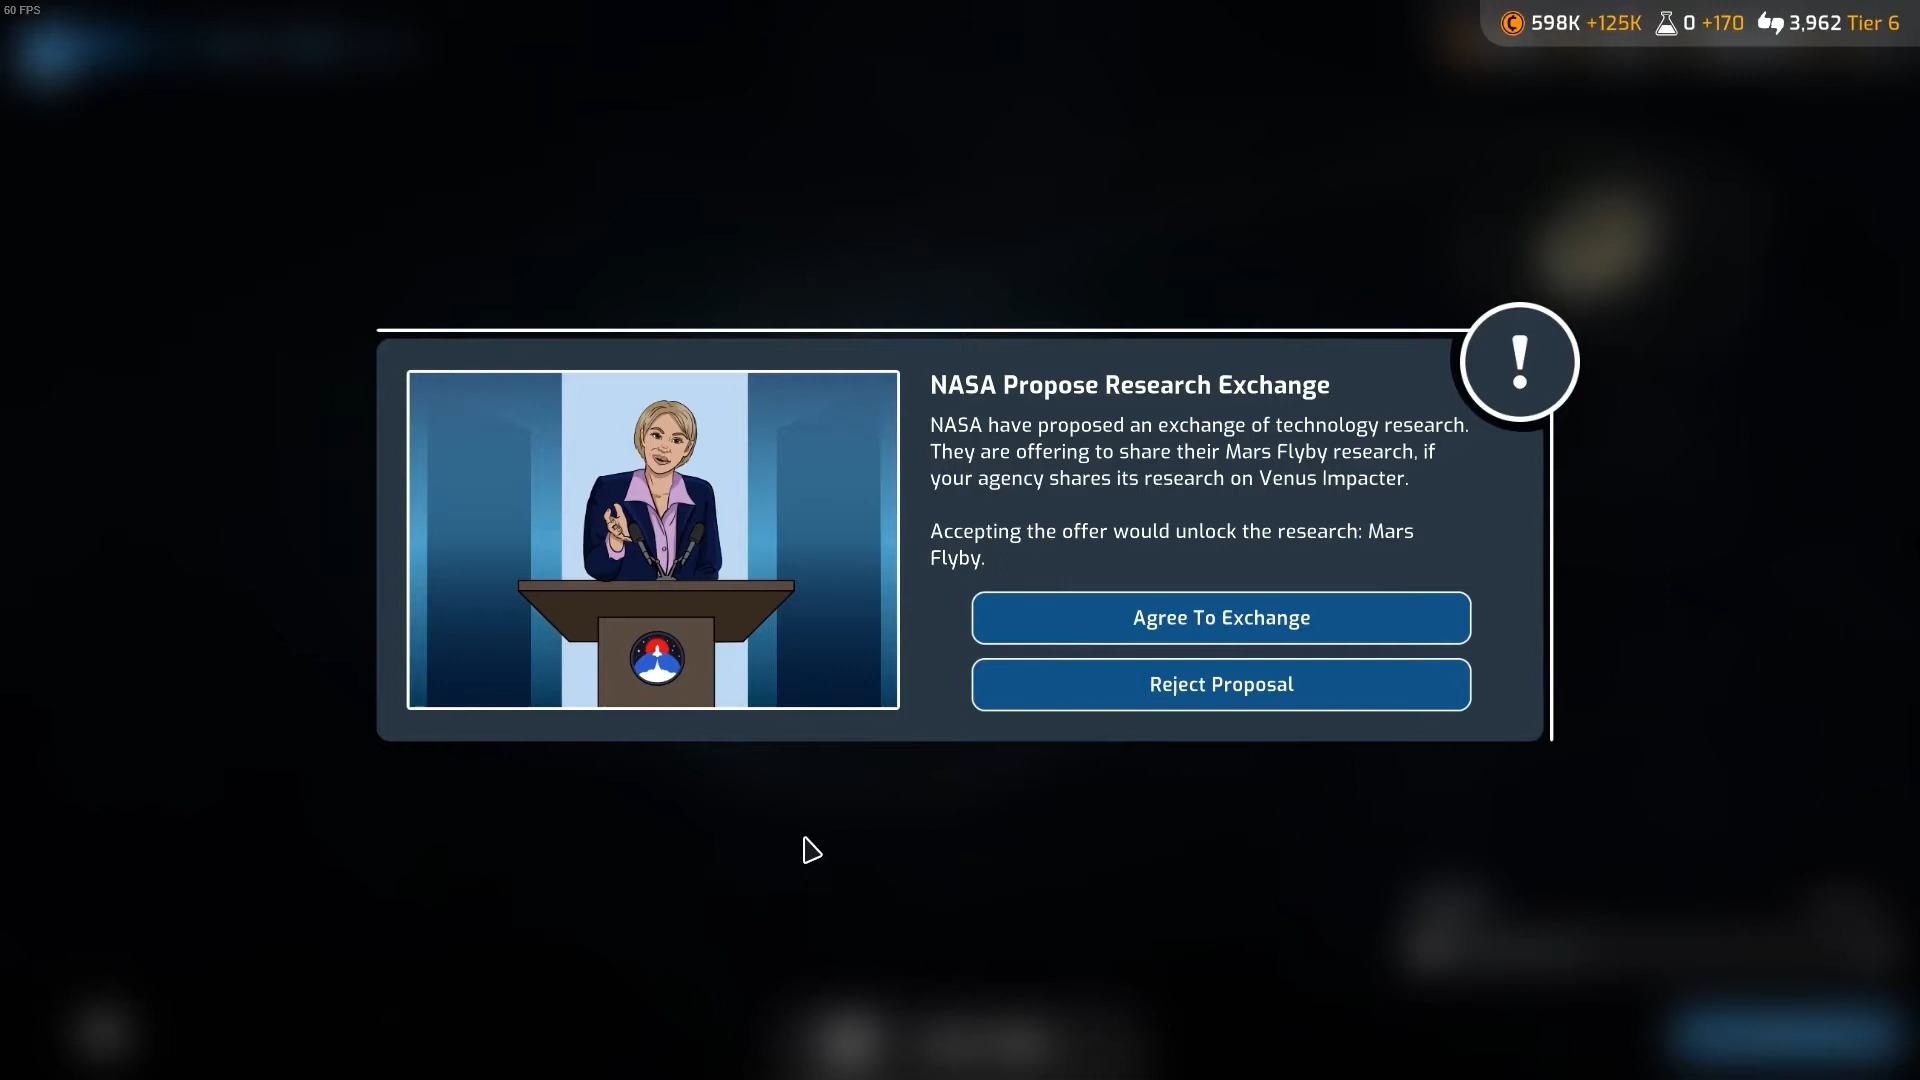 60 FPS
598K +125K 0 +170 3,962 Tier 6
NASA Propose Research Exchange
NASA have proposed an exchange of technology research.
They are offering to share their Mars Flyby research, if
your agency shares its research on Venus Impacter.
Accepting the offer would unlock the research: Mars
Flyby.
Agree To Exchange
Reject Proposal